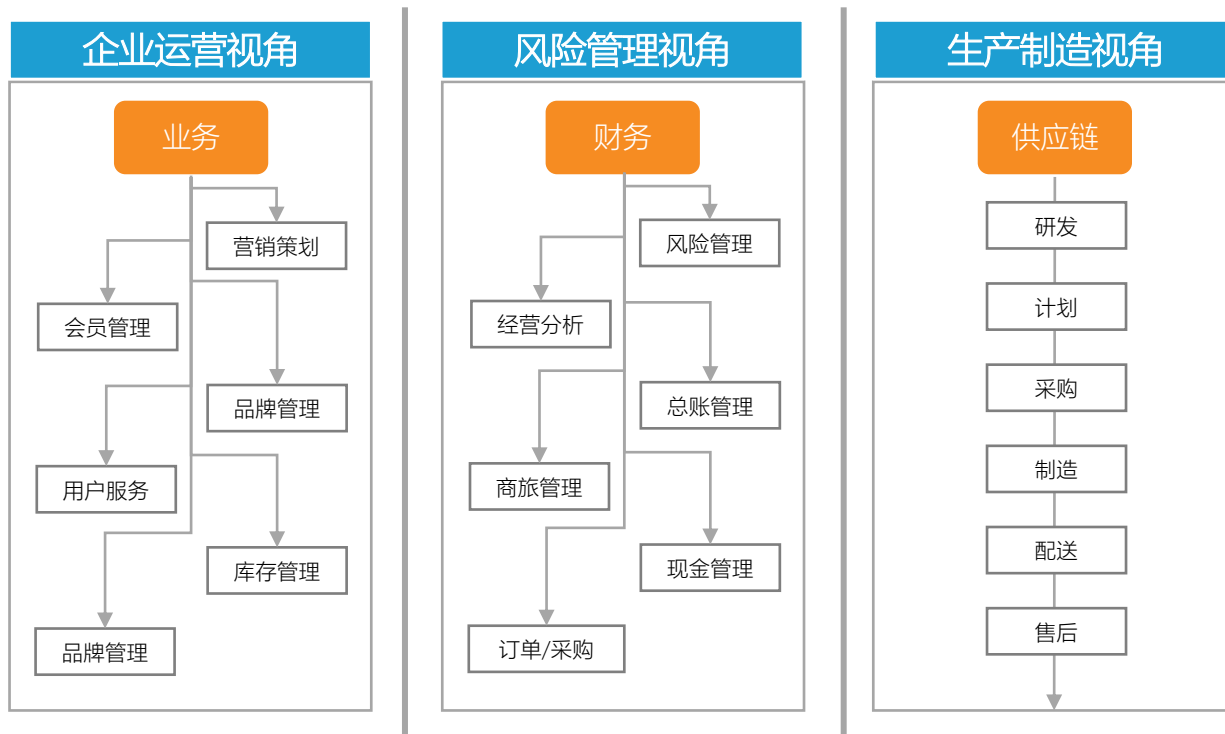 企业运营视角
业务
营销策划
会员管理
品牌管理
用户服务
库存管理
品牌管理
风险管理视角
财务
风险管理
经营分析
总账管理
商旅管理
现金管理
订单/采购
生产制造视角
供应链
研发
计划
采购
制造
配送
售后